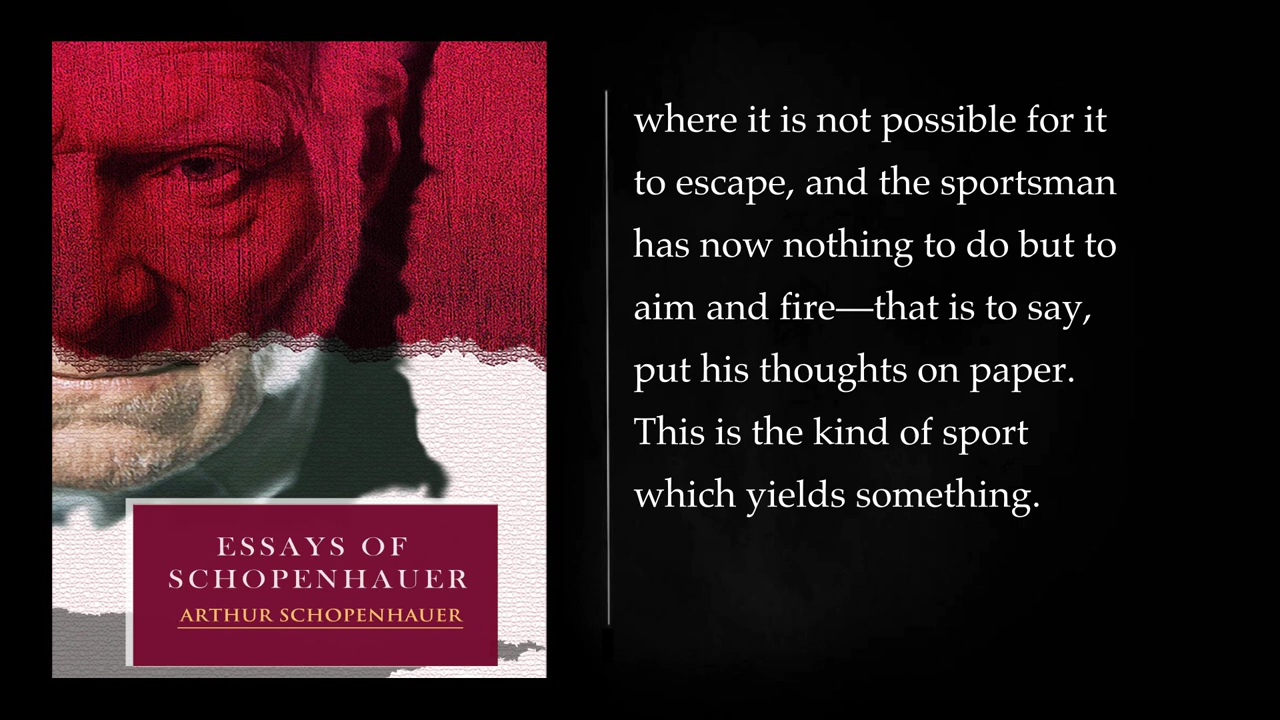 ESSAYS OF
SCHOPENHAUER
ARTHUR SCHOPENHAUER
where it is not possible for it
to escape, and the sportsman
has now nothing to do but to
aim and fire—that is to say,
put his thoughts on paper.
This is the kind of sport
which yields something.